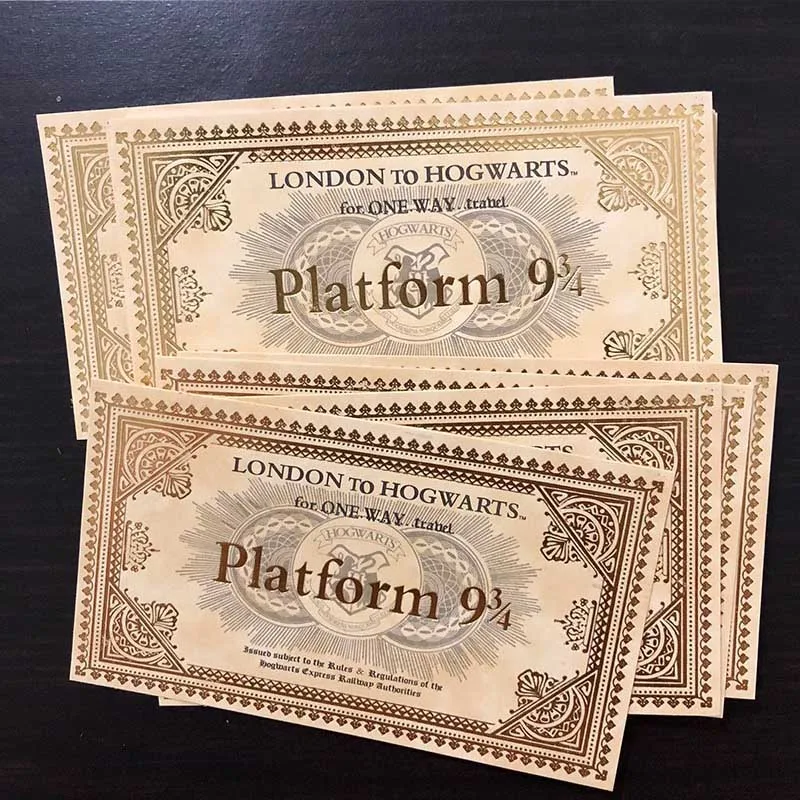 LONDON TO HOGWARTS™
for ONE WAY..travel
HOGWARTS
Platform 9¾
LONDON TO HOGWARTS™
for ONE WAY..travel
HOGWARTS
Platform 9¾
Issued subject to the Rules & Regulations of the
Hogwarts Express Railway Authorities